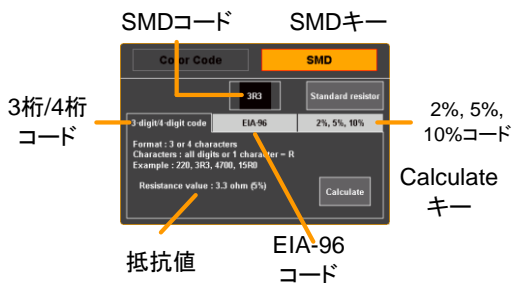 SMDコード
SMDキー
Color Code
SMD
3R3
Standard resistor
3桁/4桁
コード
3-digit/4-digit code
EIA-96
2%, 5%, 10%
2%, 5%,
10%コード
Format : 3 or 4 characters
Characters : all digits or 1 character = R
Example : 220, 3R3, 4700, 15R0
Resistance value : 3.3 ohm (5%)
Calculate
Calculate
キー
抵抗値
EIA-96
コード